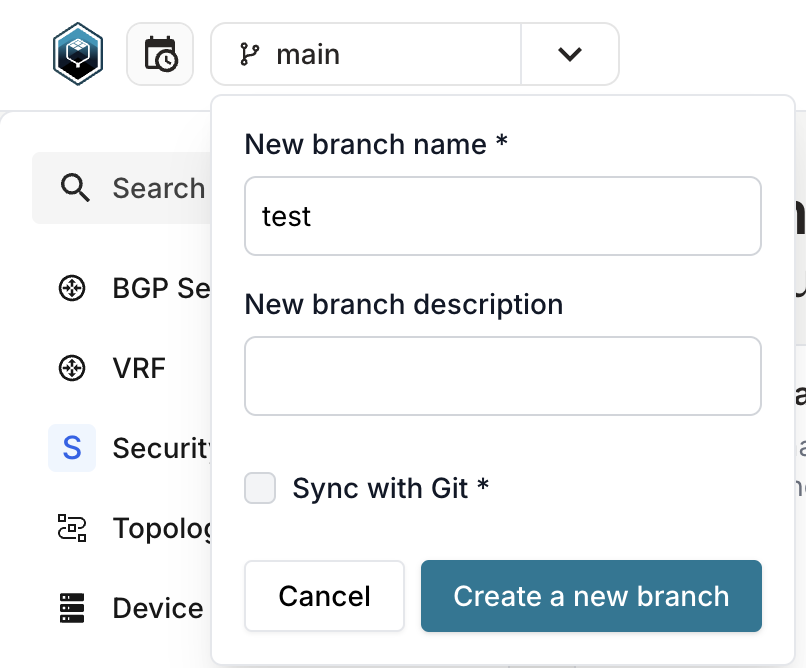 main
New branch name *
Search
test
BGP Se
New branch description
VRF
S
Security
Sync with Git *
Topolog
Cancel
Create a new branch
Device